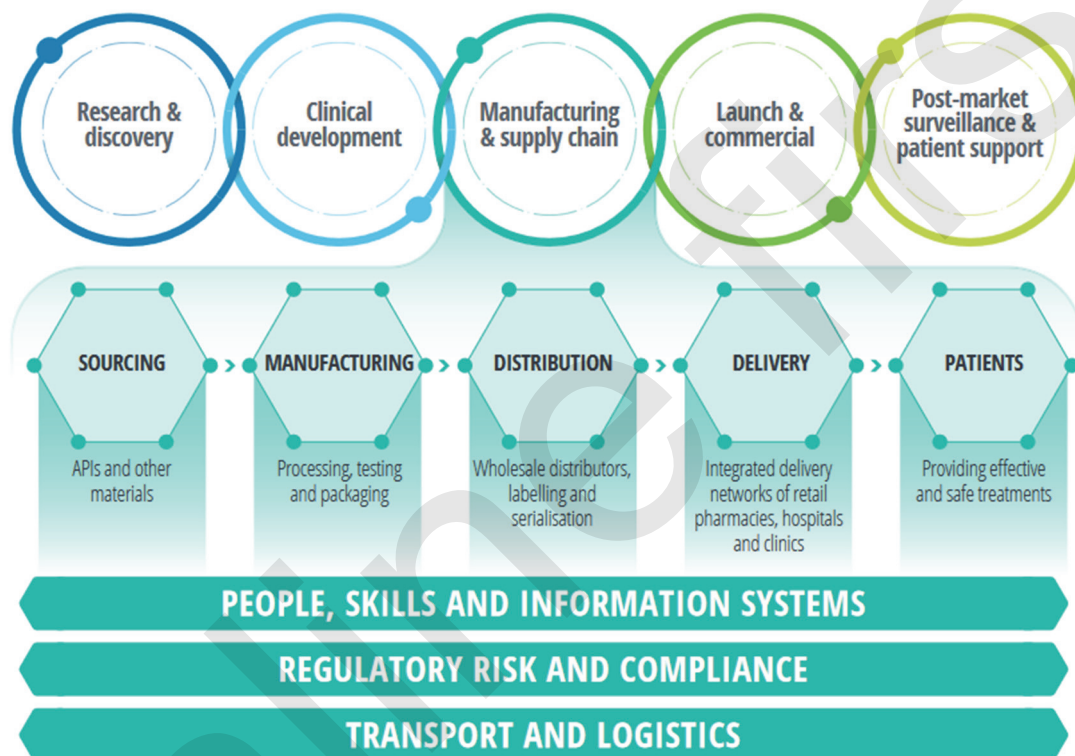 Research &
discovery
Clinical
development
Manufacturing
& supply chain
Launch &
commercial
Post-market
surveillance &
patient support
SOURCING
MANUFACTURING
DISTRIBUTION
DELIVERY
PATIENTS
APIs and other
materials
Processing, testing
and packaging
Wholesale distributors,
labelling and
serialisation
Integrated delivery
networks of retail
pharmacies, hospitals
and clinics
Providing effective
and safe treatments
PEOPLE, SKILLS AND INFORMATION SYSTEMS
REGULATORY RISK AND COMPLIANCE
TRANSPORT AND LOGISTICS